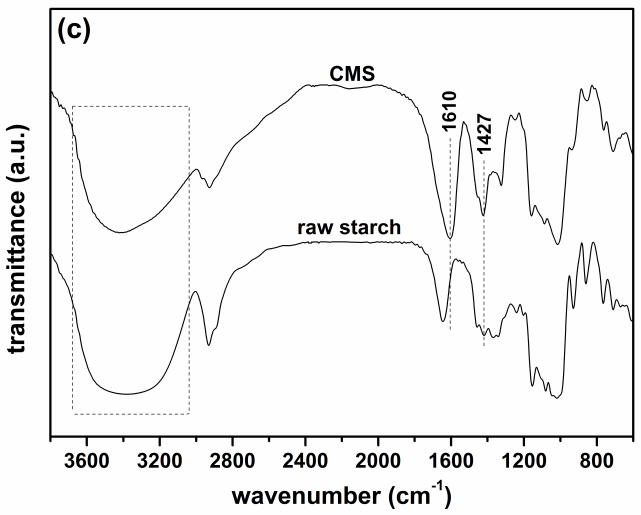 (c)
CMS
1610
1427
raw starch
transmittance (a.u.)
3600 3200 2800 2400 2000 1600 1200 800
wavenumber (cm⁻¹)